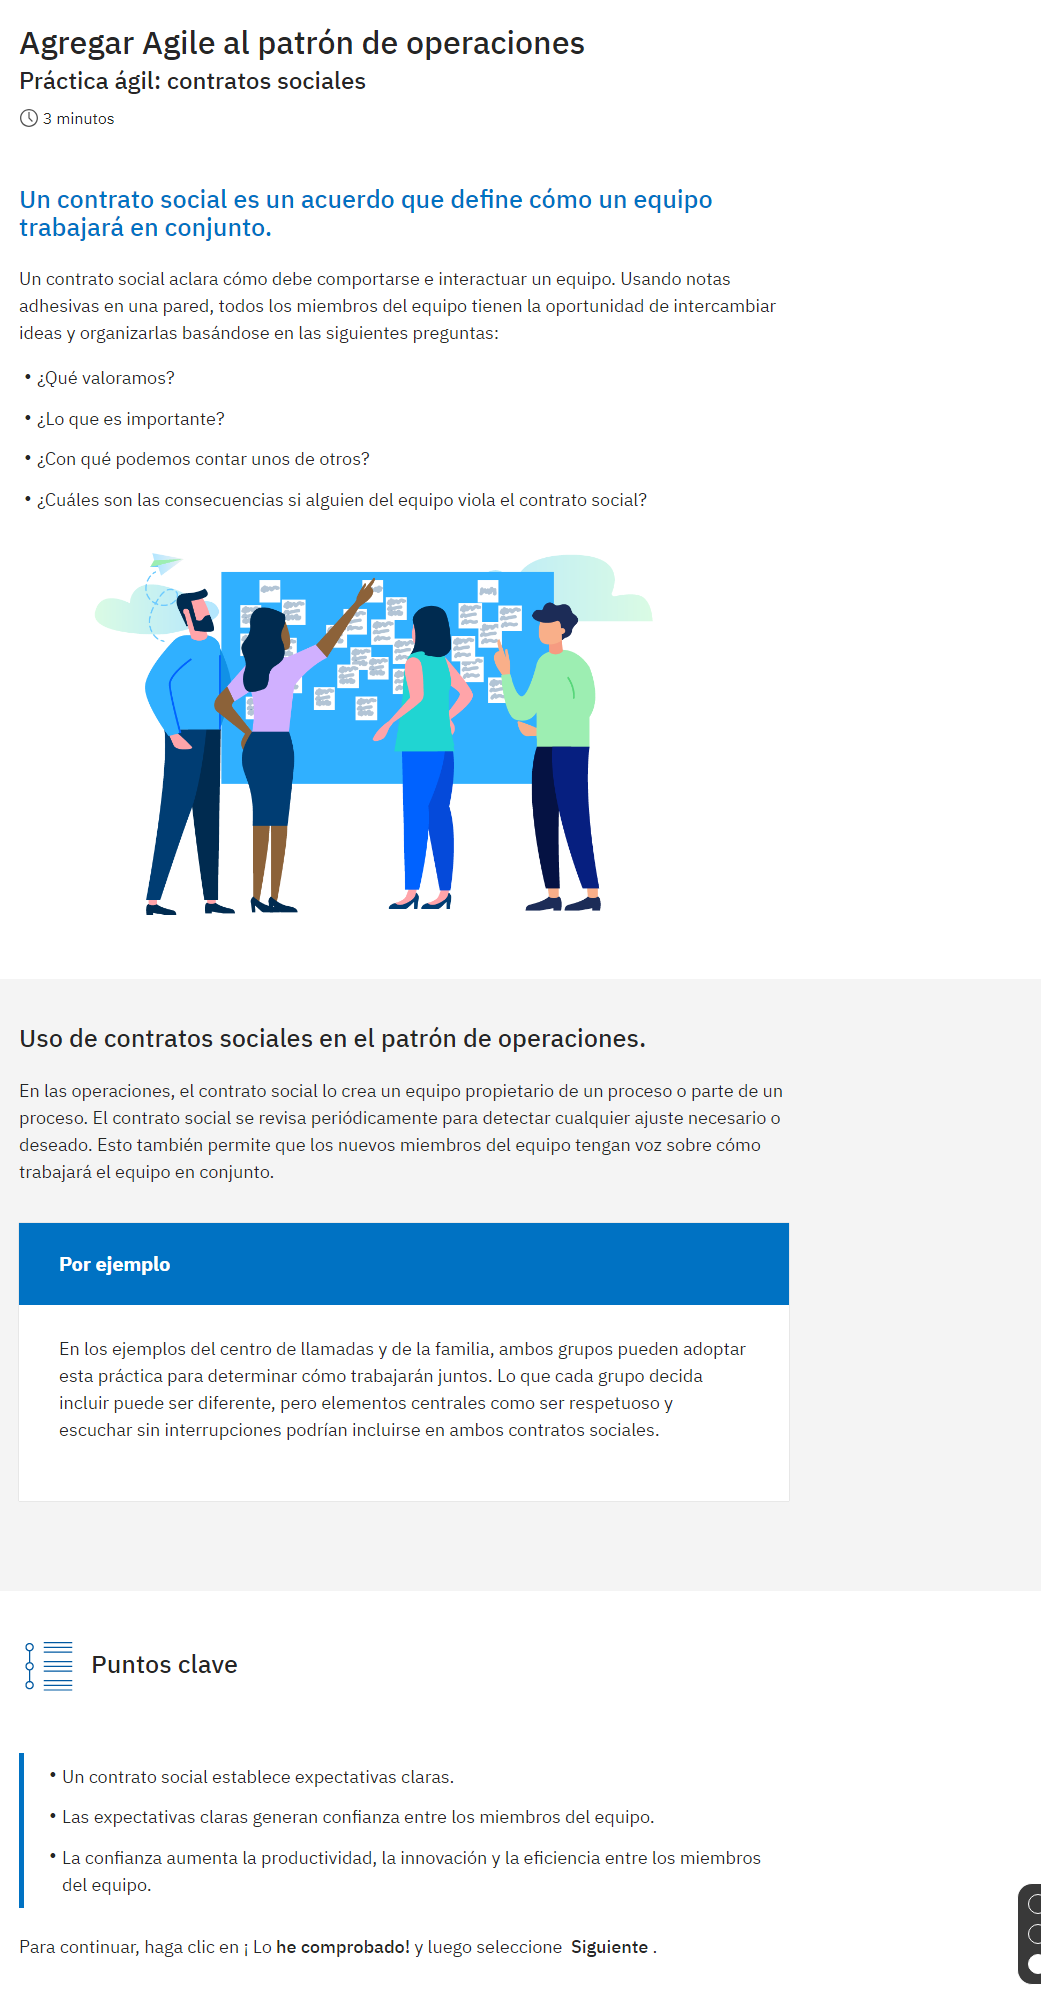 Agregar Agile al patrón de operaciones
Práctica ágil: contratos sociales
3 minutos
Un contrato social es un acuerdo que define cómo un equipo
trabajará en conjunto.
Un contrato social aclara cómo debe comportarse e interactuar un equipo. Usando notas
adhesivas en una pared, todos los miembros del equipo tienen la oportunidad de intercambiar
ideas y organizarlas basándose en las siguientes preguntas:
• ¿Qué valoramos?
• ¿Lo que es importante?
• ¿Con qué podemos contar unos de otros?
• ¿Cuáles son las consecuencias si alguien del equipo viola el contrato social?
Uso de contratos sociales en el patrón de operaciones.
En las operaciones, el contrato social lo crea un equipo propietario de un proceso o parte de un
proceso. El contrato social se revisa periódicamente para detectar cualquier ajuste necesario o
deseado. Esto también permite que los nuevos miembros del equipo tengan voz sobre cómo
trabajará el equipo en conjunto.
Por ejemplo
En los ejemplos del centro de llamadas y de la familia, ambos grupos pueden adoptar
esta práctica para determinar cómo trabajarán juntos. Lo que cada grupo decida
incluir puede ser diferente, pero elementos centrales como ser respetuoso y
escuchar sin interrupciones podrían incluirse en ambos contratos sociales.
Puntos clave
• Un contrato social establece expectativas claras.
• Las expectativas claras generan confianza entre los miembros del equipo.
• La confianza aumenta la productividad, la innovación y la eficiencia entre los miembros
del equipo.
Para continuar, haga clic en ¡ Lo he comprobado! y luego seleccione Siguiente .